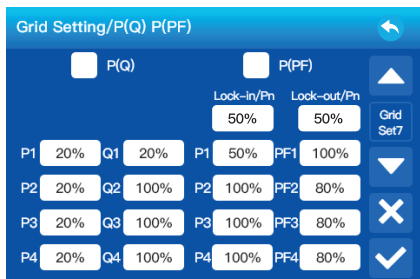 Grid Setting/P(Q) P(PF)
P(Q) P(PF)
Lock-in/Pn Lock-out/Pn
50% 50%
Grid
Set7
P1 20% Q1 20% P1 50% PF1 100%
P2 20% Q2 100% P2 100% PF2 80%
P3 20% Q3 100% P3 100% PF3 80%
P4 20% Q4 100% P4 100% PF4 80%